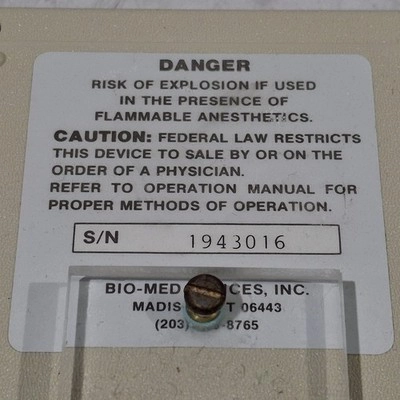 DANGER
RISK OF EXPLOSION IF USED
IN THE PRESENCE OF
FLAMMABLE ANESTHETICS.
CAUTION: FEDERAL LAW RESTRICTS
THIS DEVICE TO SALE BY OR ON THE
ORDER OF A PHYSICIAN.
REFER TO OPERATION MANUAL FOR
PROPER METHODS OF OPERATION.
S/N 1943016
BIO-MED INC.
06443
(203) 8765